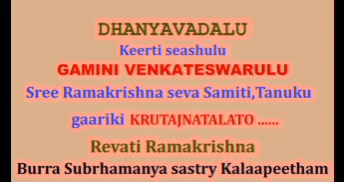 DHANYAVADALU
Keerti seashulu
GAMINI VENKATESWARULU
Sree Ramakrishna seva Samiti,Tanuku
gaariki KRUTAJNATALATO ......
Revati Ramakrishna
Burra Subrhamanya sastry Kalaapeetham